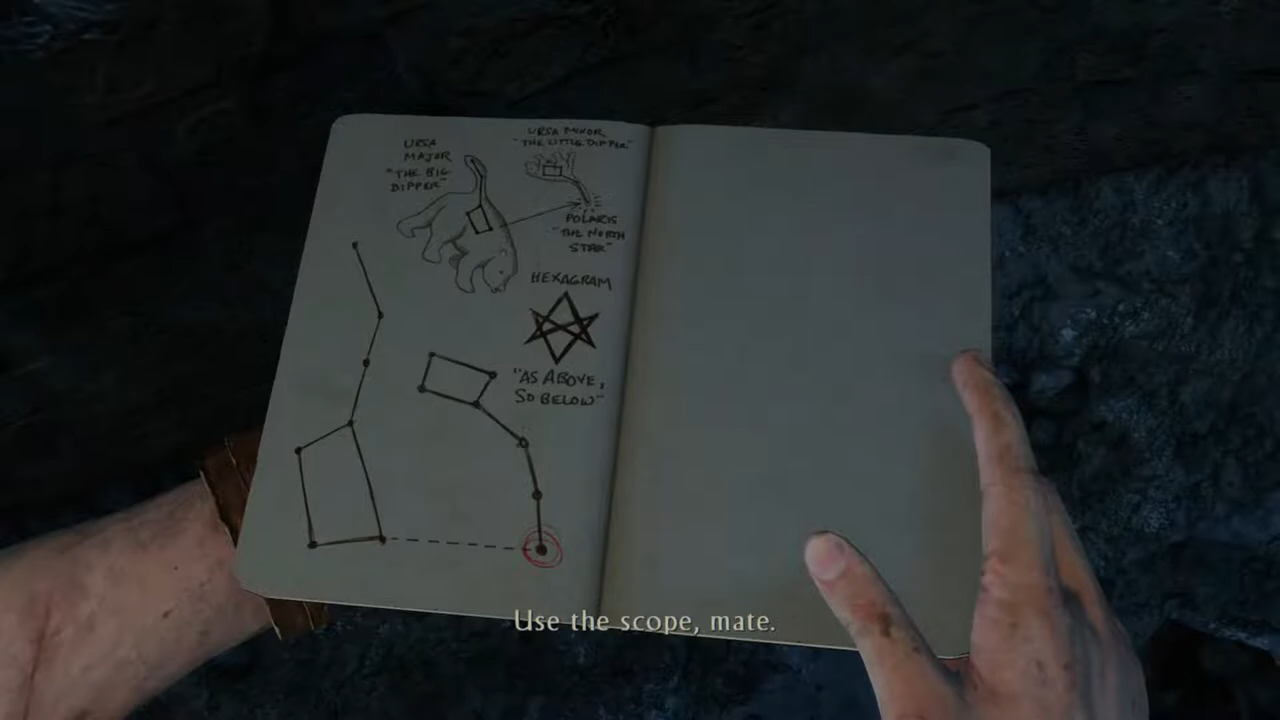 URSA
MAJOR
"THE BIG
DIPPER"
URSA MINOR
"THE LITTLE DIPPER"
POLARIS
"THE NORTH
STAR"
HEXAGRAM
"AS ABOVE,
SO BELOW"
Use the scope, mate.